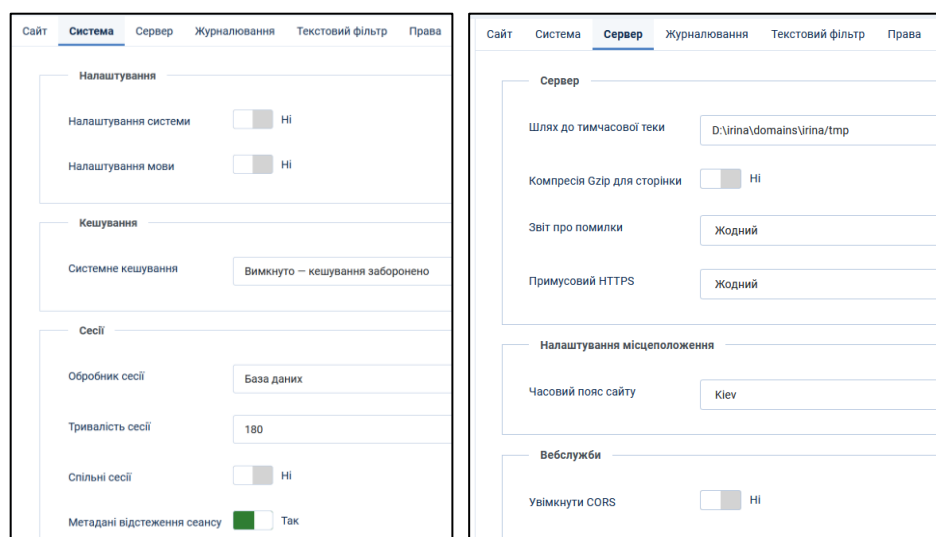 Сайт Система Сервер Журналювання Текстовий фільтр Права
Налаштування
Налаштування системи Ні
Налаштування мови Ні
Кешування
Системне кешування Вимкнуто — кешування заборонено
Сесії
Обробник сесії База даних
Тривалість сесії 180
Спільні сесії Ні
Метадані відстеження сеансу Так
Сайт Система Сервер Журналювання Текстовий фільтр Права
Сервер
Шлях до тимчасової теки D:\irina\domains\irina/tmp
Компресія Gzip для сторінки Ні
Звіт про помилки Жодний
Примусовий HTTPS Жодний
Налаштування місцеположення
Часовий пояс сайту Kiev
Вебслужби
Увімкнути CORS Ні